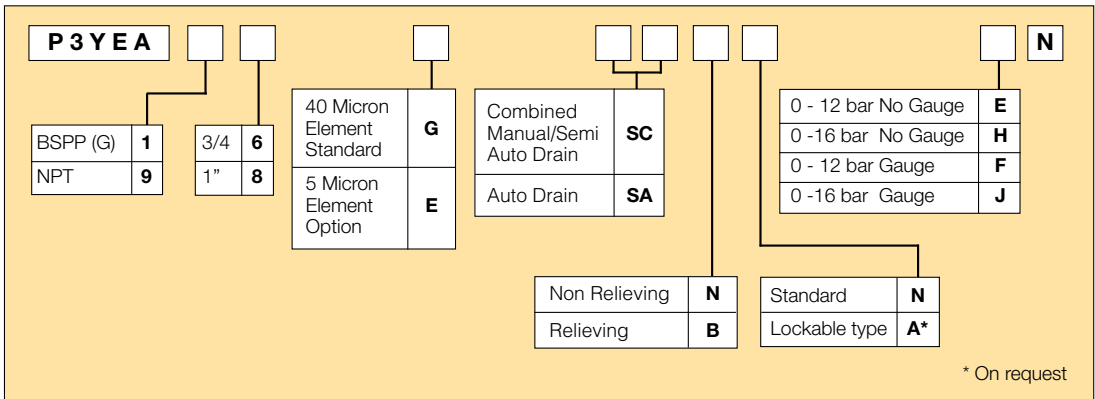 P3YEA N
BSPP (G) 1
NPT 9
3/4 6
1” 8
40 Micron
Element
Standard
G
5 Micron
Element
Option
E
Combined
Manual/Semi
Auto Drain
SC
Auto Drain SA
0 - 12 bar No Gauge E
0 -16 bar No Gauge H
0 - 12 bar Gauge F
0 -16 bar Gauge J
Non Relieving N
Relieving B
Standard N
Lockable type A*
* On request